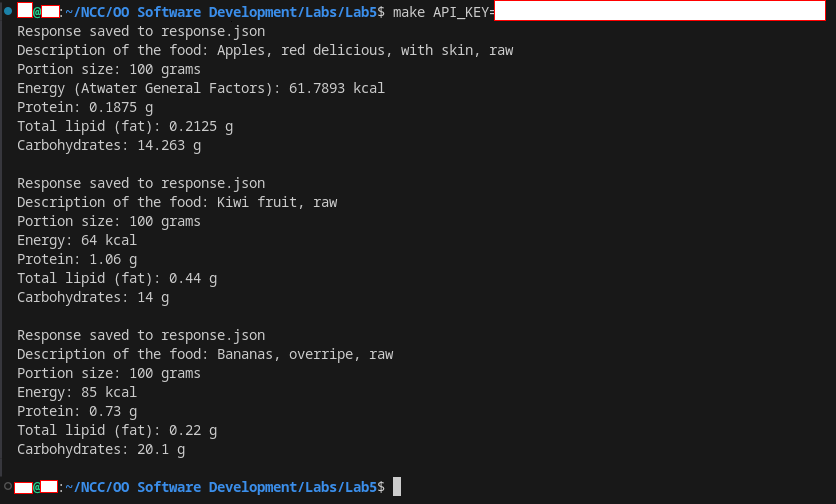 @:~/NCC/OO Software Development/Labs/Lab5$ make API_KEY=
Response saved to response.json
Description of the food: Apples, red delicious, with skin, raw
Portion size: 100 grams
Energy (Atwater General Factors): 61.7893 kcal
Protein: 0.1875 g
Total lipid (fat): 0.2125 g
Carbohydrates: 14.263 g
Response saved to response.json
Description of the food: Kiwi fruit, raw
Portion size: 100 grams
Energy: 64 kcal
Protein: 1.06 g
Total lipid (fat): 0.44 g
Carbohydrates: 14 g
Response saved to response.json
Description of the food: Bananas, overripe, raw
Portion size: 100 grams
Energy: 85 kcal
Protein: 0.73 g
Total lipid (fat): 0.22 g
Carbohydrates: 20.1 g
@:~/NCC/OO Software Development/Labs/Lab5$